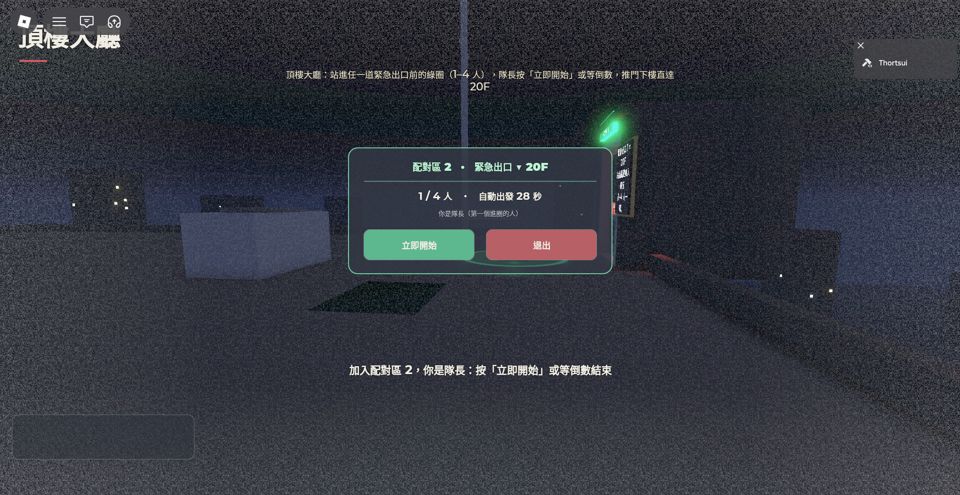 頂樓大廳
頂樓大廳：站進任一道緊急出口前的綠圈（1–4 人），隊長按「立即開始」或等倒數，推門下樓直達
20F
Thortsui
配對區 2 • 緊急出口 ▼ 20F
1 / 4 人 · 自動出發 28 秒
你是隊長（第一個進圈的人）
立即開始
退出
加入配對區 2，你是隊長：按「立即開始」或等倒數結束